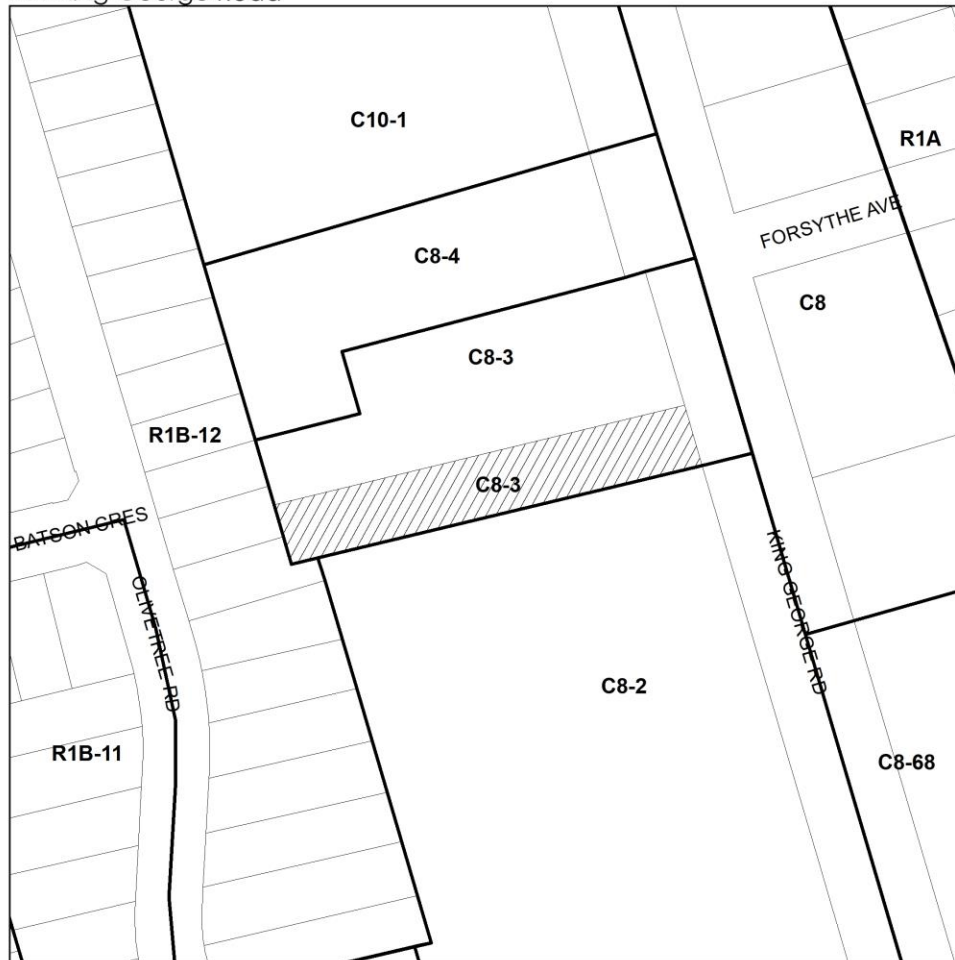 C10-1
R1A
FORSYTHE AVE
C8-4
C8
C8-3
R1B-12
C8-3
BATSON CRES
KING GEORGE RD
OLIVETREE RD
C8-2
R1B-11
C8-68